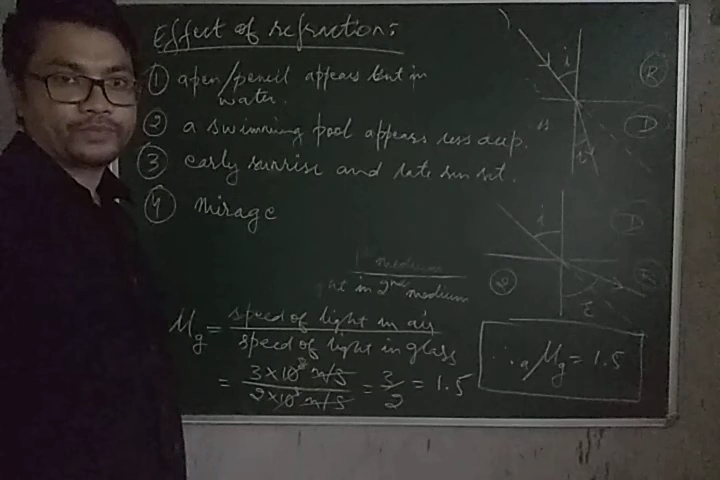 Effect of refraction:
① a pen/pencil appears bent in
water.
② a swimming pool appears less deep.
③ early sunrise and late sun set.
④ mirage
medium
in 2nd medium
μg = speed of light in air
speed of light in glass
= 3×10⁸ m/s = 3 = 1.5
2×10⁸ m/s 2
∴ aμg = 1.5
i
R
D
r
i
D
R
r